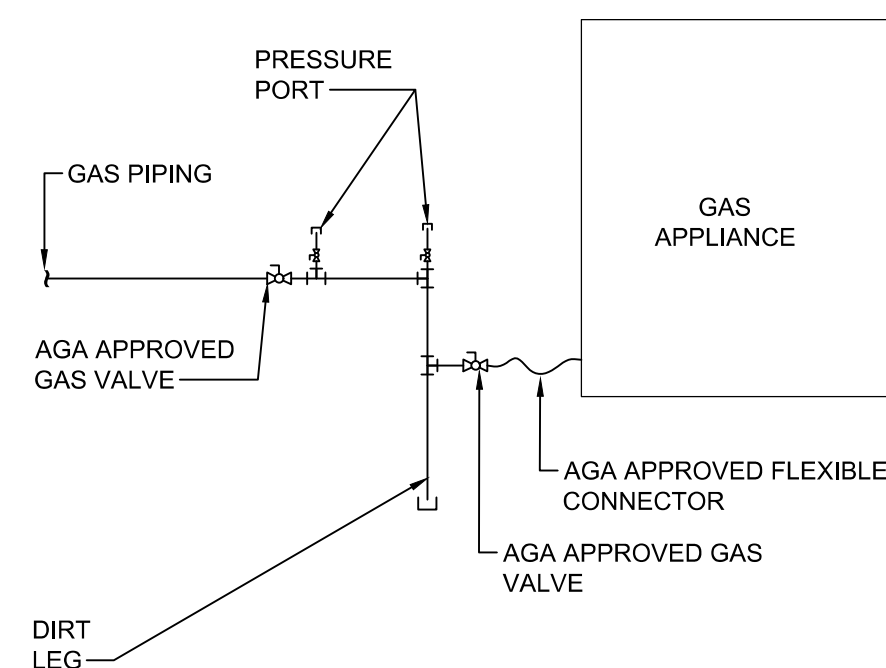 PRESSURE
PORT
GAS PIPING
GAS
APPLIANCE
AGA APPROVED
GAS VALVE
AGA APPROVED FLEXIBLE
CONNECTOR
AGA APPROVED GAS
VALVE
DIRT
LEG